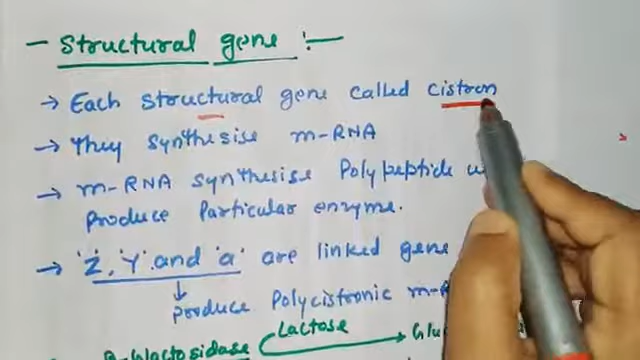 - Structural gene :-
→ Each structural gene called cistron
→ They synthesise m-RNA
→ m-RNA synthesise Polypeptide
produce Particular enzyme.
→ 'Z', 'Y' and 'a' are linked gene
↓
produce Polycistronic
Lactose